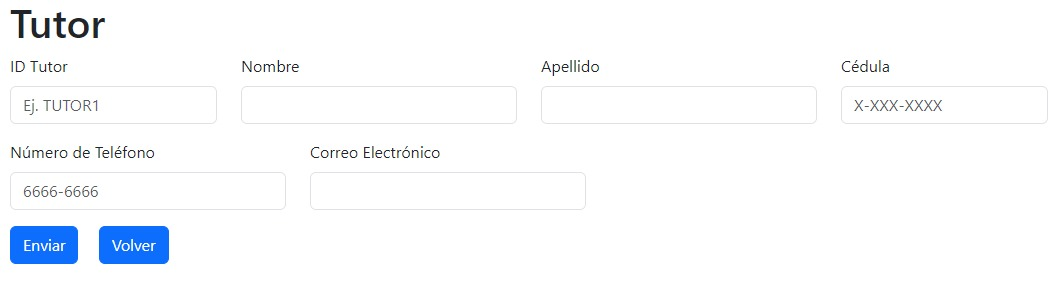 Tutor
ID Tutor Nombre Apellido Cédula
Ej. TUTOR1 X-XXX-XXXX
Número de Teléfono Correo Electrónico
6666-6666
Enviar Volver